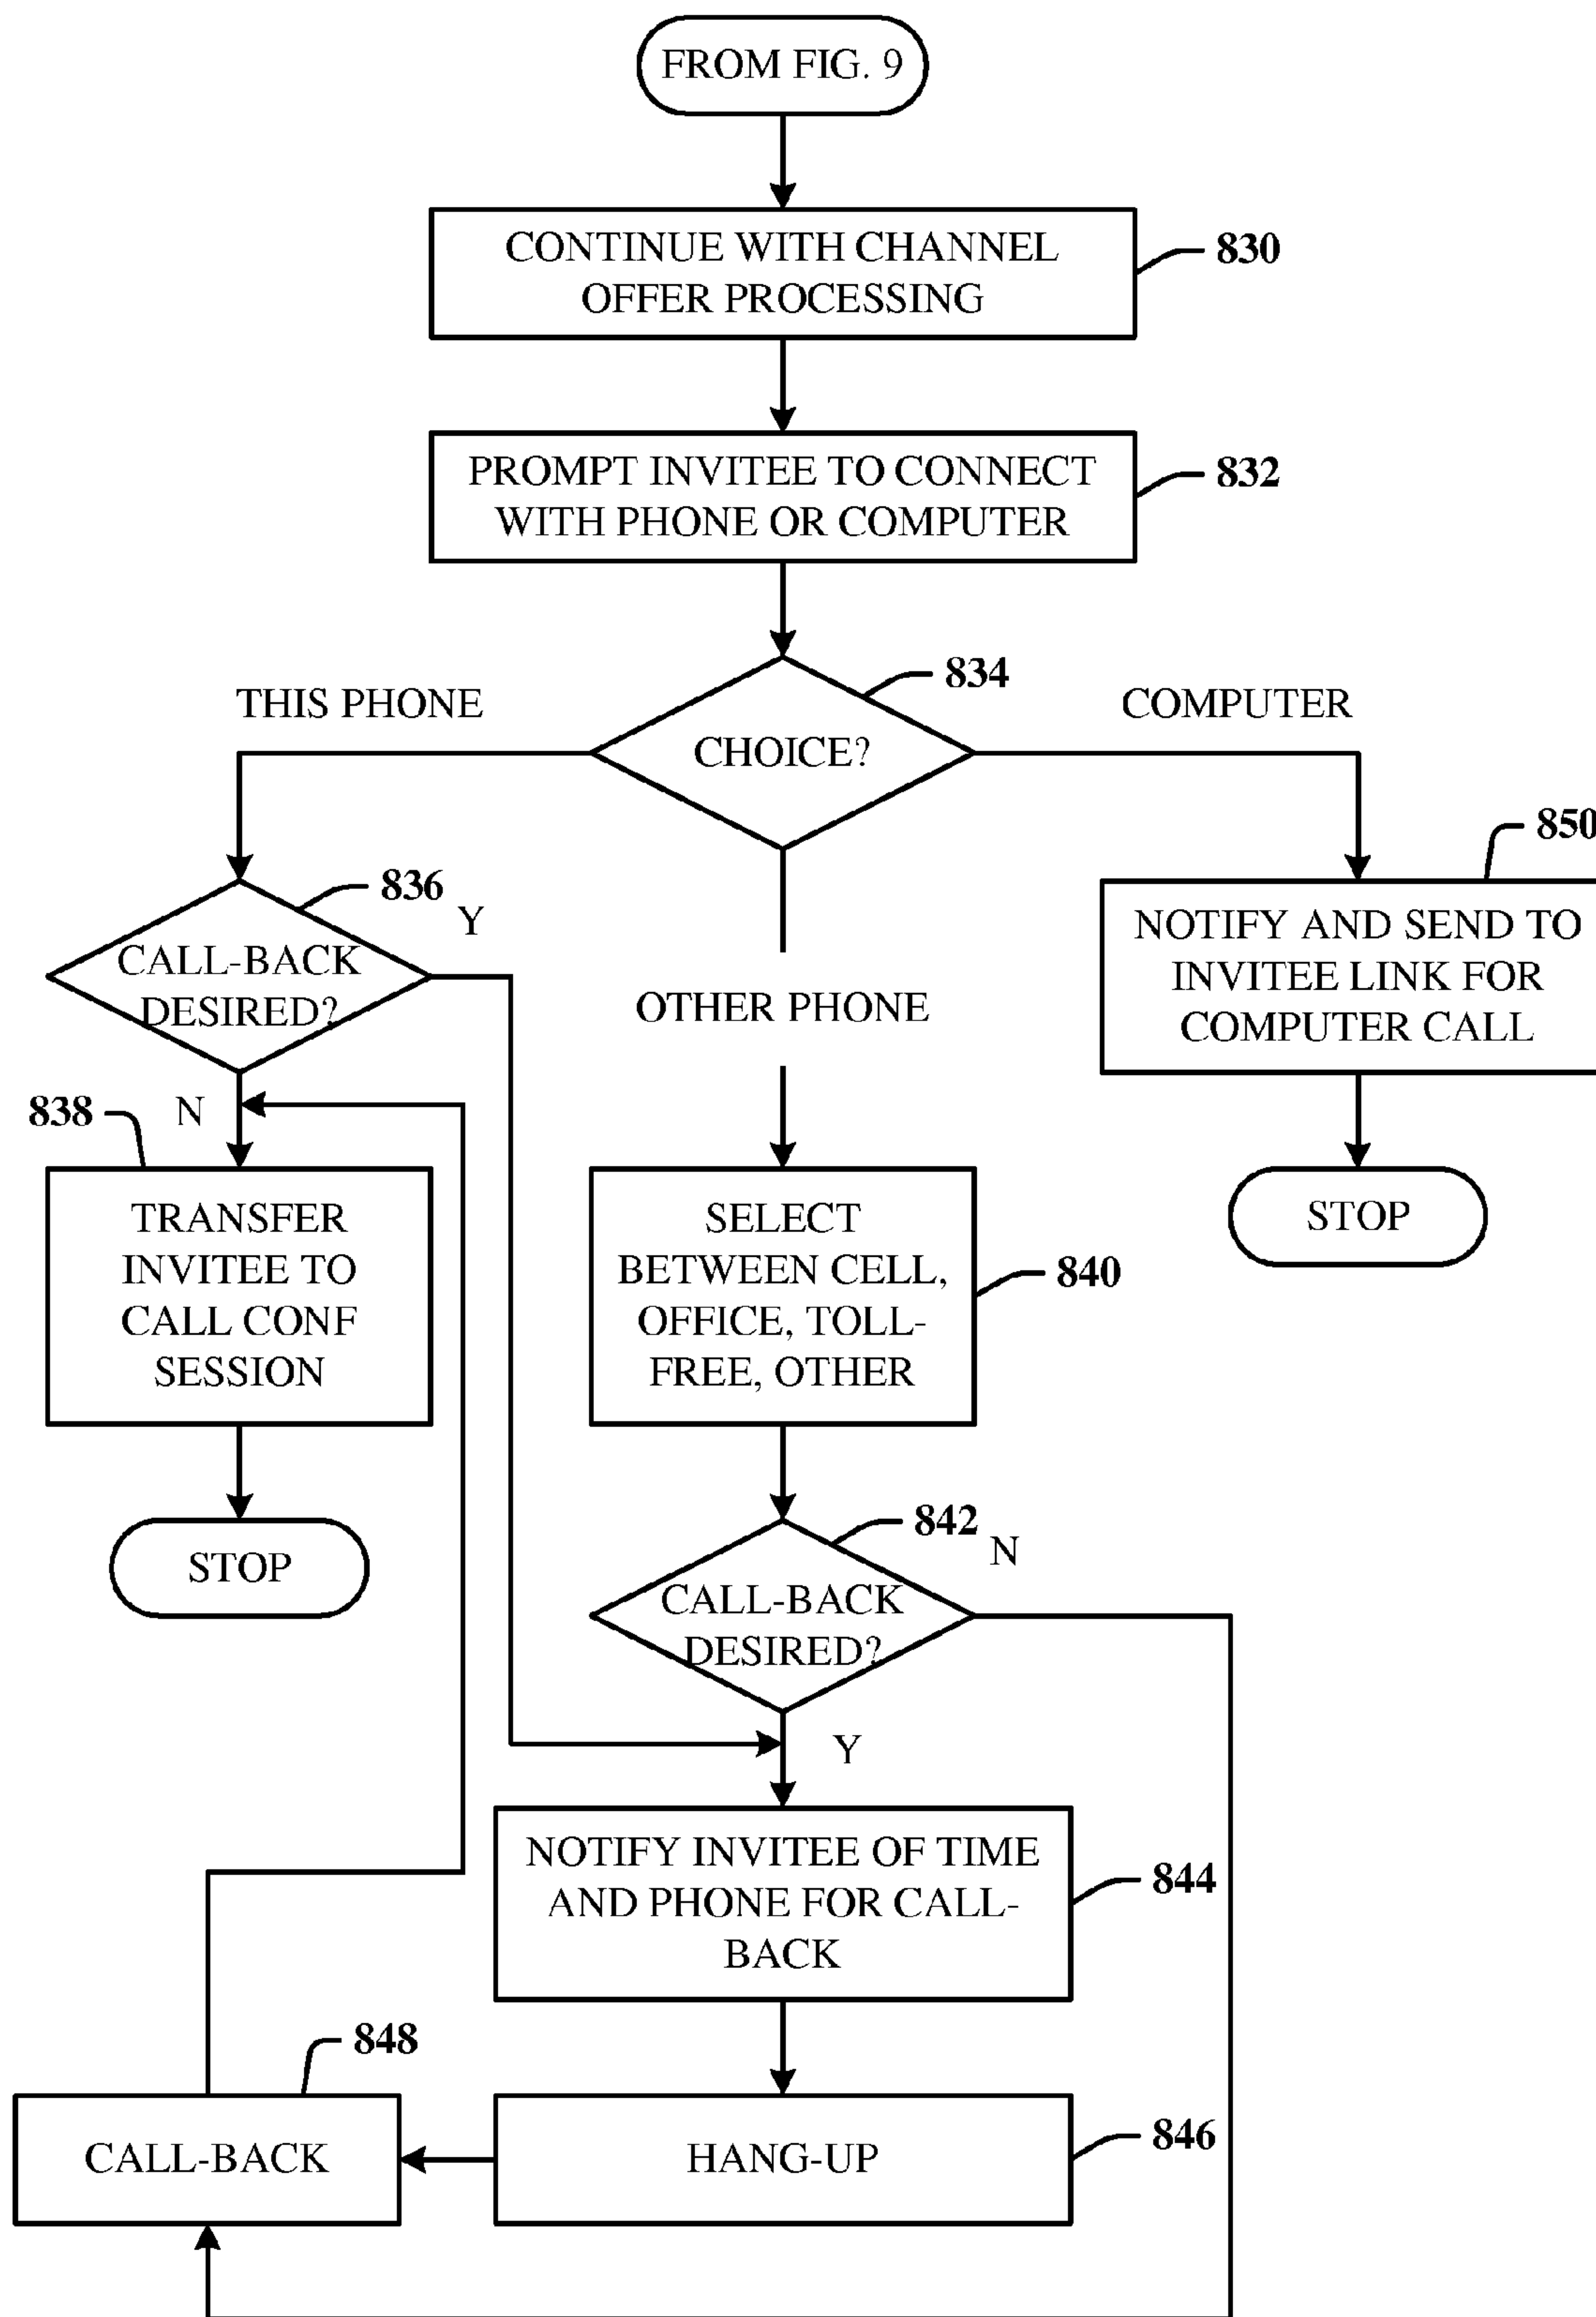 FROM FIG. 9
CONTINUE WITH CHANNEL
OFFER PROCESSING
830
PROMPT INVITEE TO CONNECT
WITH PHONE OR COMPUTER
832
834
THIS PHONE
COMPUTER
CHOICE?
850
836
Y
CALL-BACK
DESIRED?
NOTIFY AND SEND TO
INVITEE LINK FOR
COMPUTER CALL
OTHER PHONE
838
N
TRANSFER
INVITEE TO
CALL CONF
SESSION
SELECT
BETWEEN CELL,
OFFICE, TOLL-
FREE, OTHER
840
STOP
STOP
842
N
CALL-BACK
DESIRED?
Y
NOTIFY INVITEE OF TIME
AND PHONE FOR CALL-
BACK
844
848
CALL-BACK
HANG-UP
846